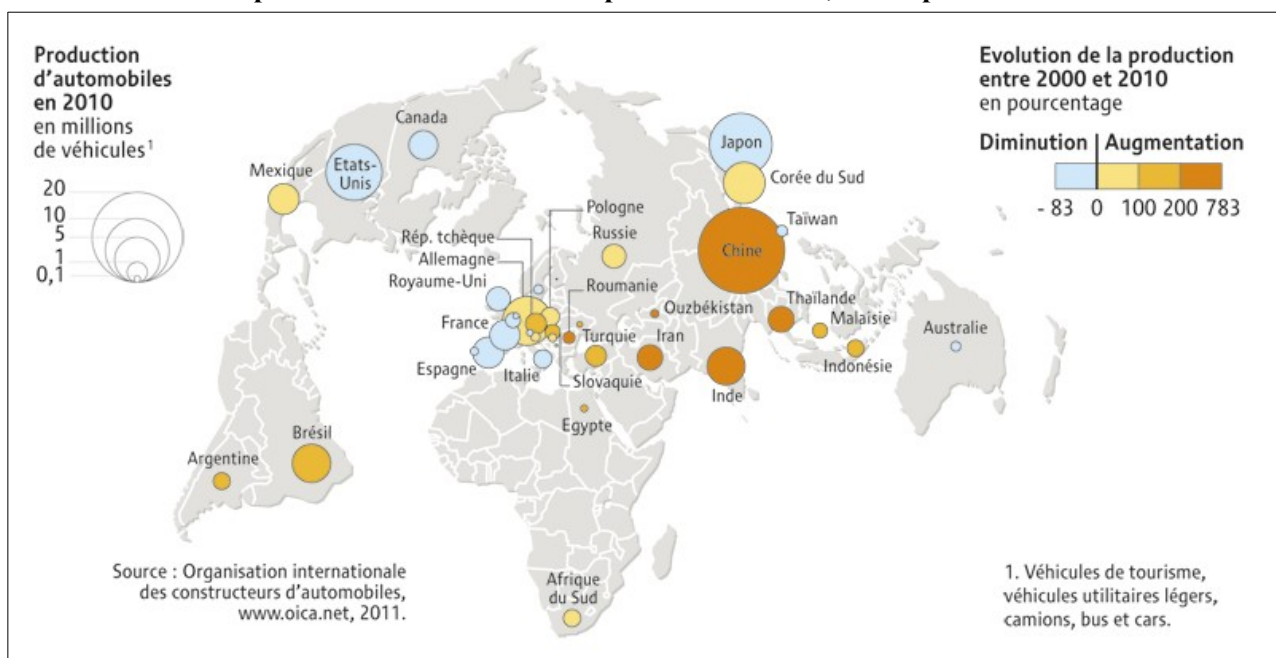 Production
d'automobiles
en 2010
en millions
de véhicules¹
20
10
5
1
0,1
Evolution de la production
entre 2000 et 2010
en pourcentage
Diminution Augmentation
- 83 0 100 200 783
Canada
Japon
Etats-
Unis
Mexique
Corée du Sud
Pologne
Taïwan
Russie
Rép. tchèque
Chine
Allemagne
Royaume-Uni
Roumanie
Ouzbékistan
Thaïlande
Malaisie
France
Turquie
Iran
Australie
Espagne
Italie
Slovaquie
Inde
Indonésie
Egypte
Brésil
Argentine
Afrique
du Sud
Source : Organisation internationale
des constructeurs d'automobiles,
www.oica.net, 2011.
1. Véhicules de tourisme,
véhicules utilitaires légers,
camions, bus et cars.